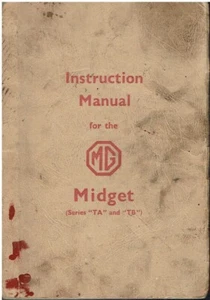 Instruction
Manual
for the
MG
Midget
(Series "TA" and "TB")